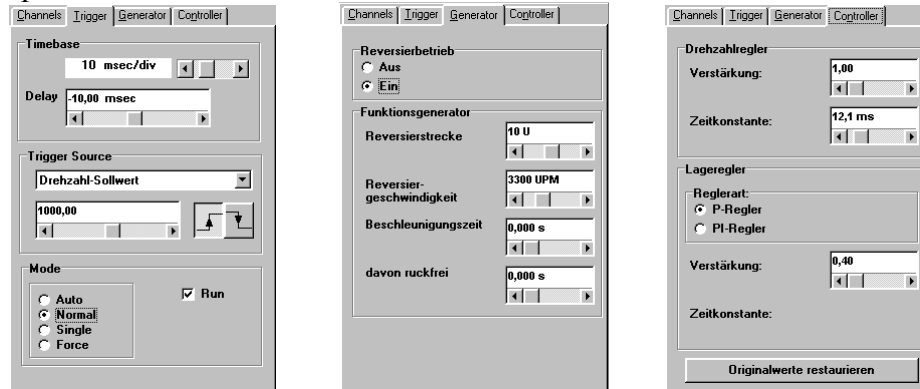 Channels Trigger Generator Controller
Timebase
10 msec/div
Delay -10,00 msec
Trigger Source
Drehzahl-Sollwert
1000,00
Mode
Auto
Normal
Single
Force
Run
Channels Trigger Generator Controller
Reversierbetrieb
Aus
Ein
Funktionsgenerator
Reversierstrecke 10 U
Reversier-
geschwindigkeit 3300 UPM
Beschleunigungszeit 0,000 s
davon ruckfrei 0,000 s
Channels Trigger Generator Controller
Drehzahlregler
Verstärkung: 1,00
Zeitkonstante: 12,1 ms
Lageregler
Reglerart:
P-Regler
PI-Regler
Verstärkung: 0,40
Zeitkonstante:
Originalwerte restaurieren